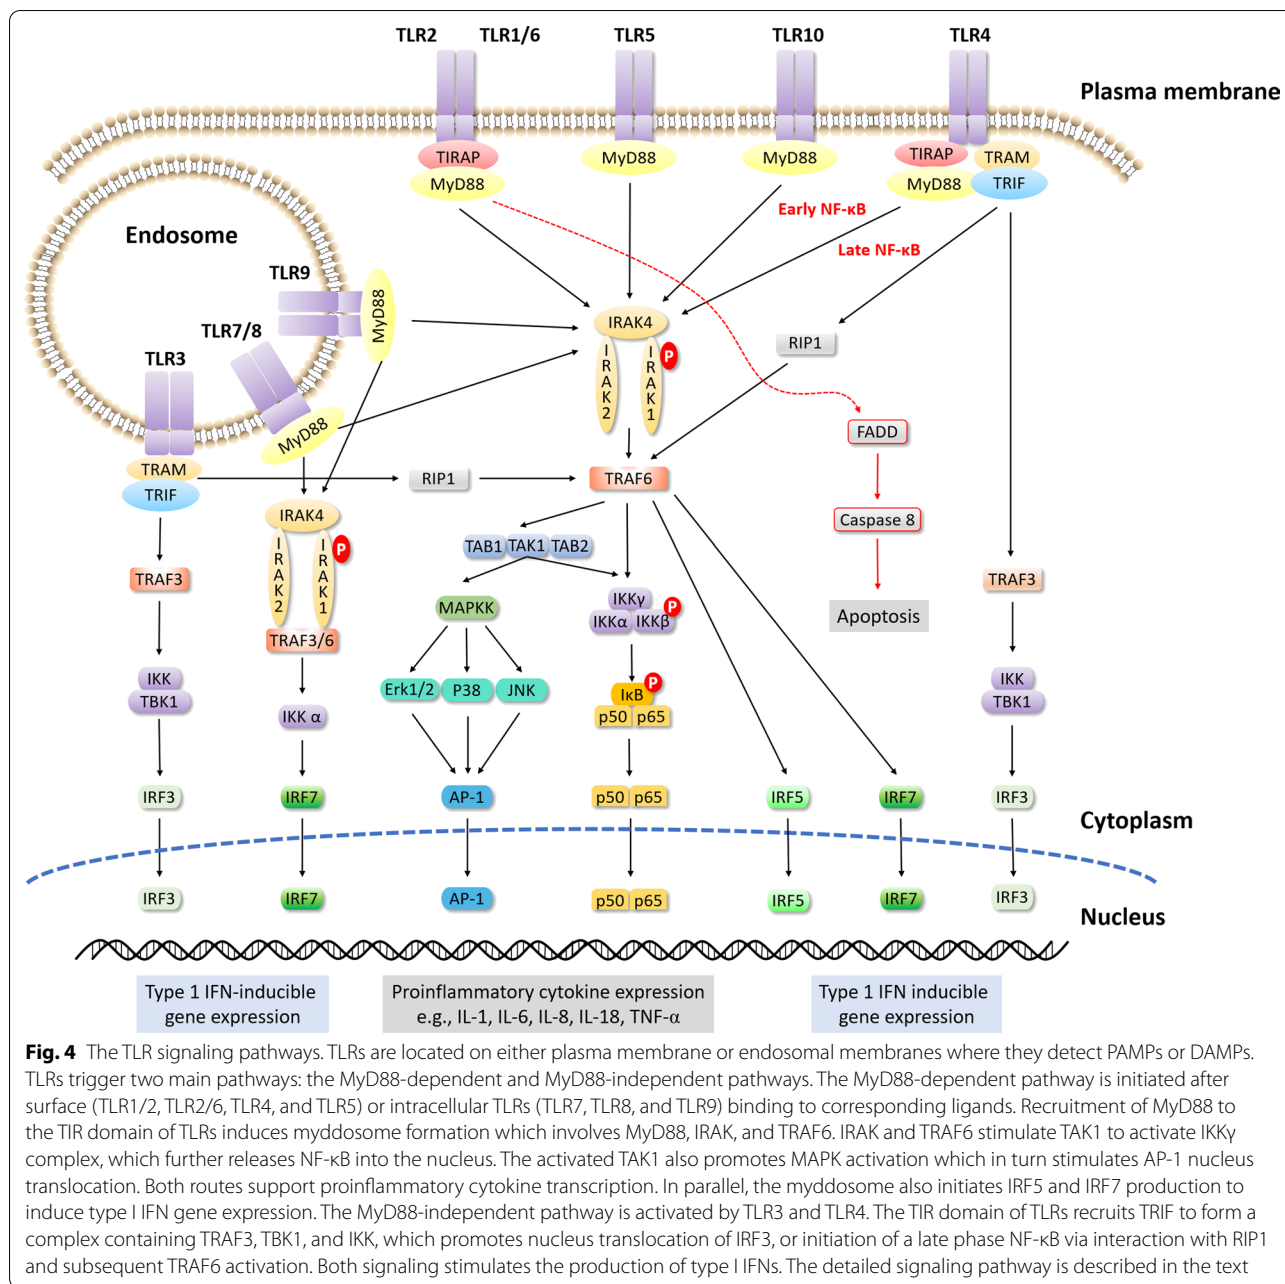 TLR2 TLR1/6 TLR5 TLR10 TLR4
Plasma membrane
TIRAP MyD88 MyD88 TIRAP TRAM
MyD88 MyD88 TRIF
Early NF-κB
Late NF-κB
Endosome
TLR9
MyD88
TLR7/8
MyD88
TLR3
TRAM
TRIF
IRAK4
IRAK2
IRAK1
P
RIP1
FADD
RIP1
TRAF6
Caspase 8
Apoptosis
IRAK4
IRAK2
IRAK1
P
TRAF3/6
TAB1 TAK1 TAB2
TRAF3
TRAF3
MAPKK
IKKγ
IKKα IKKβ
P
IKK
TBK1
IKK α
Erk1/2 P38 JNK
IκB
P
p50 p65
IKK
TBK1
IRF3 IRF7 AP-1 p50 p65 IRF5 IRF7 IRF3
Cytoplasm
IRF3 IRF7 AP-1 p50 p65 IRF5 IRF7 IRF3
Nucleus
Type 1 IFN-inducible
gene expression
Proinflammatory cytokine expression
e.g., IL-1, IL-6, IL-8, IL-18, TNF-α
Type 1 IFN inducible
gene expression
Fig. 4 The TLR signaling pathways. TLRs are located on either plasma membrane or endosomal membranes where they detect PAMPs or DAMPs.
TLRs trigger two main pathways: the MyD88-dependent and MyD88-independent pathways. The MyD88-dependent pathway is initiated after
surface (TLR1/2, TLR2/6, TLR4, and TLR5) or intracellular TLRs (TLR7, TLR8, and TLR9) binding to corresponding ligands. Recruitment of MyD88 to
the TIR domain of TLRs induces myddosome formation which involves MyD88, IRAK, and TRAF6. IRAK and TRAF6 stimulate TAK1 to activate IKKγ
complex, which further releases NF-κB into the nucleus. The activated TAK1 also promotes MAPK activation which in turn stimulates AP-1 nucleus
translocation. Both routes support proinflammatory cytokine transcription. In parallel, the myddosome also initiates IRF5 and IRF7 production to
induce type I IFN gene expression. The MyD88-independent pathway is activated by TLR3 and TLR4. The TIR domain of TLRs recruits TRIF to form a
complex containing TRAF3, TBK1, and IKK, which promotes nucleus translocation of IRF3, or initiation of a late phase NF-κB via interaction with RIP1
and subsequent TRAF6 activation. Both signaling stimulates the production of type I IFNs. The detailed signaling pathway is described in the text